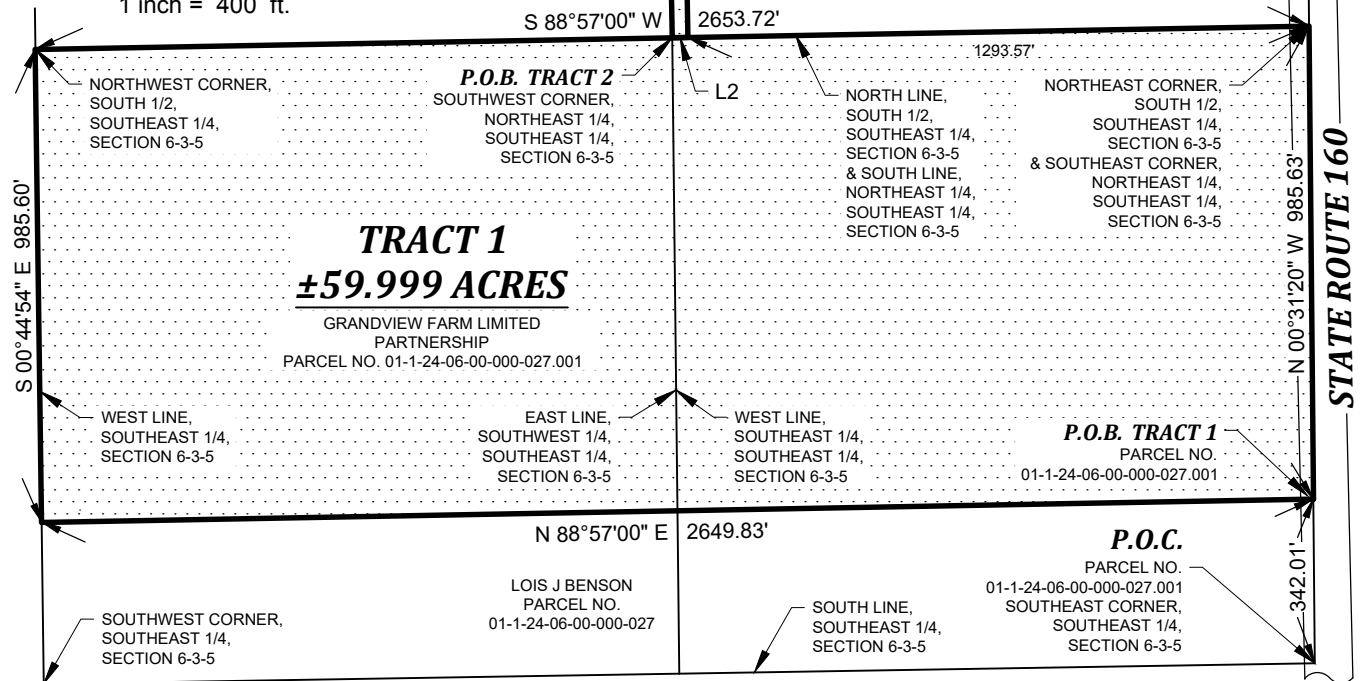 1 inch = 400 ft.
S 88°57'00" W 2653.72'
1293.57'
NORTHWEST CORNER,
SOUTH 1/2,
SOUTHEAST 1/4,
SECTION 6-3-5
P.O.B. TRACT 2
SOUTHWEST CORNER,
NORTHEAST 1/4,
SOUTHEAST 1/4,
SECTION 6-3-5
L2
NORTH LINE,
SOUTH 1/2,
SOUTHEAST 1/4,
SECTION 6-3-5
& SOUTH LINE,
NORTHEAST 1/4,
SOUTHEAST 1/4,
SECTION 6-3-5
NORTHEAST CORNER,
SOUTH 1/2,
SOUTHEAST 1/4,
SECTION 6-3-5
& SOUTHEAST CORNER,
NORTHEAST 1/4,
SOUTHEAST 1/4,
SECTION 6-3-5
S 00°44'54" E 985.60'
TRACT 1
±59.999 ACRES
GRANDVIEW FARM LIMITED
PARTNERSHIP
PARCEL NO. 01-1-24-06-00-000-027.001
N 00°31'20" W 985.63'
STATE ROUTE 160
WEST LINE,
SOUTHEAST 1/4,
SECTION 6-3-5
EAST LINE,
SOUTHWEST 1/4,
SOUTHEAST 1/4,
SECTION 6-3-5
WEST LINE,
SOUTHEAST 1/4,
SOUTHEAST 1/4,
SECTION 6-3-5
P.O.B. TRACT 1
PARCEL NO.
01-1-24-06-00-000-027.001
N 88°57'00" E 2649.83'
P.O.C.
PARCEL NO.
01-1-24-06-00-000-027.001
SOUTHEAST CORNER,
SOUTHEAST 1/4,
SECTION 6-3-5
342.01'
LOIS J BENSON
PARCEL NO.
01-1-24-06-00-000-027
SOUTHWEST CORNER,
SOUTHEAST 1/4,
SECTION 6-3-5
SOUTH LINE,
SOUTHEAST 1/4,
SECTION 6-3-5